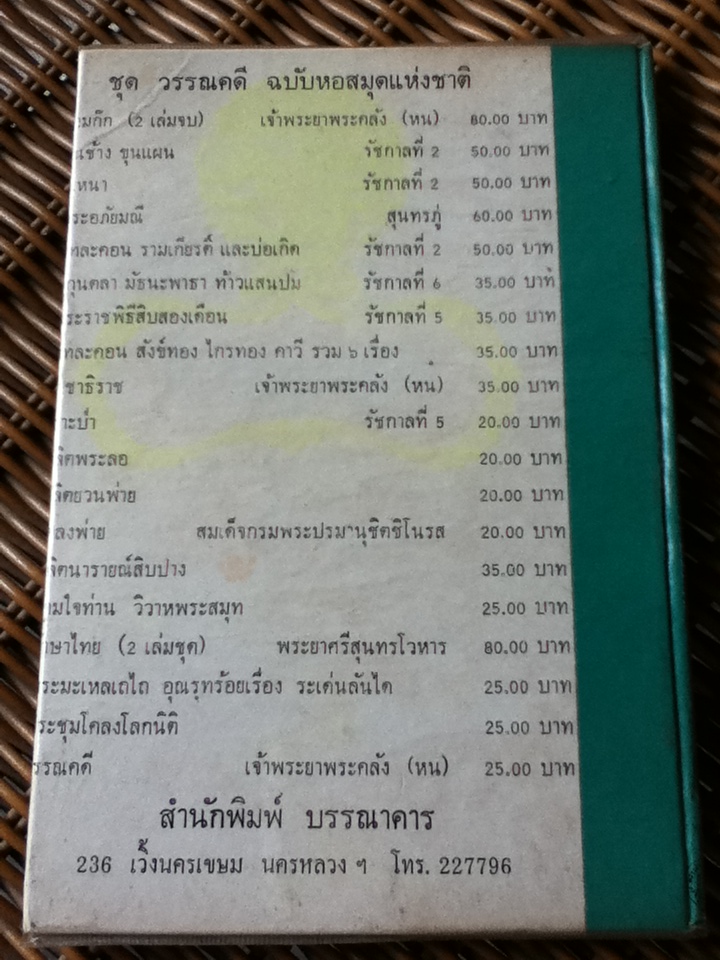 ชุด วรรณคดี ฉบับหอสมุดแห่งชาติ
ามก๊ก (2 เล่มจบ) เจ้าพระยาพระคลัง (หน) 80.00 บาท
นช้าง ขุนแผน รัชกาลที่ 2 50.00 บาท
เหนา รัชกาลที่ 2 50.00 บาท
ระอภัยมณี สุนทรภู่ 60.00 บาท
ทละคอน รามเกียรติ์ และบ่อเกิด รัชกาลที่ 2 50.00 บาท
กุนตลา มัธนะพาธา ท้าวแสนปม รัชกาลที่ 6 35.00 บาท
ระราชพิธีสิบสองเดือน รัชกาลที่ 5 35.00 บาท
ทละคอน สังข์ทอง ไกรทอง คาวี รวม ๖ เรื่อง 35.00 บาท
ชาธิราช เจ้าพระยาพระคลัง (หน) 35.00 บาท
าะป่า รัชกาลที่ 5 20.00 บาท
ลิตพระลอ 20.00 บาท
ลิตยวนพ่าย 20.00 บาท
ลงพ่าย สมเด็จกรมพระปรมานุชิตชิโนรส 20.00 บาท
ลิตนารายณ์สิบปาง 35.00 บาท
ามใจท่าน วิวาหพระสมุท 25.00 บาท
าษาไทย (2 เล่มชุด) พระยาศรีสุนทรโวหาร 80.00 บาท
ระมะเหลเถไถ อุณรุทร้อยเรื่อง ระเด่นลันได 25.00 บาท
ระชุมโคลงโลกนิติ 25.00 บาท
รรณคดี เจ้าพระยาพระคลัง (หน) 25.00 บาท
สำนักพิมพ์ บรรณาคาร
236 เวิ้งนครเขษม นครหลวง ฯ โทร. 227796